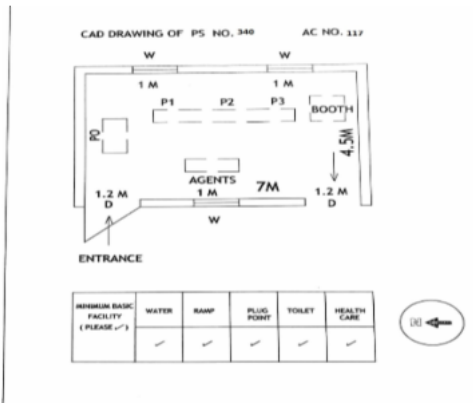 CAD DRAWING OF PS NO. 340 AC NO. 117
W W
1 M 1 M
P1 P2 P3
BOOTH
PO
4.5M
AGENTS
1.2 M 1 M 7M 1.2 M
D D
W
ENTRANCE
MINIMUM BASIC FACILITY ( PLEASE ✓ ) WATER RAMP PLUG POINT TOILET HEALTH CARE
✓ ✓ ✓ ✓ ✓
N